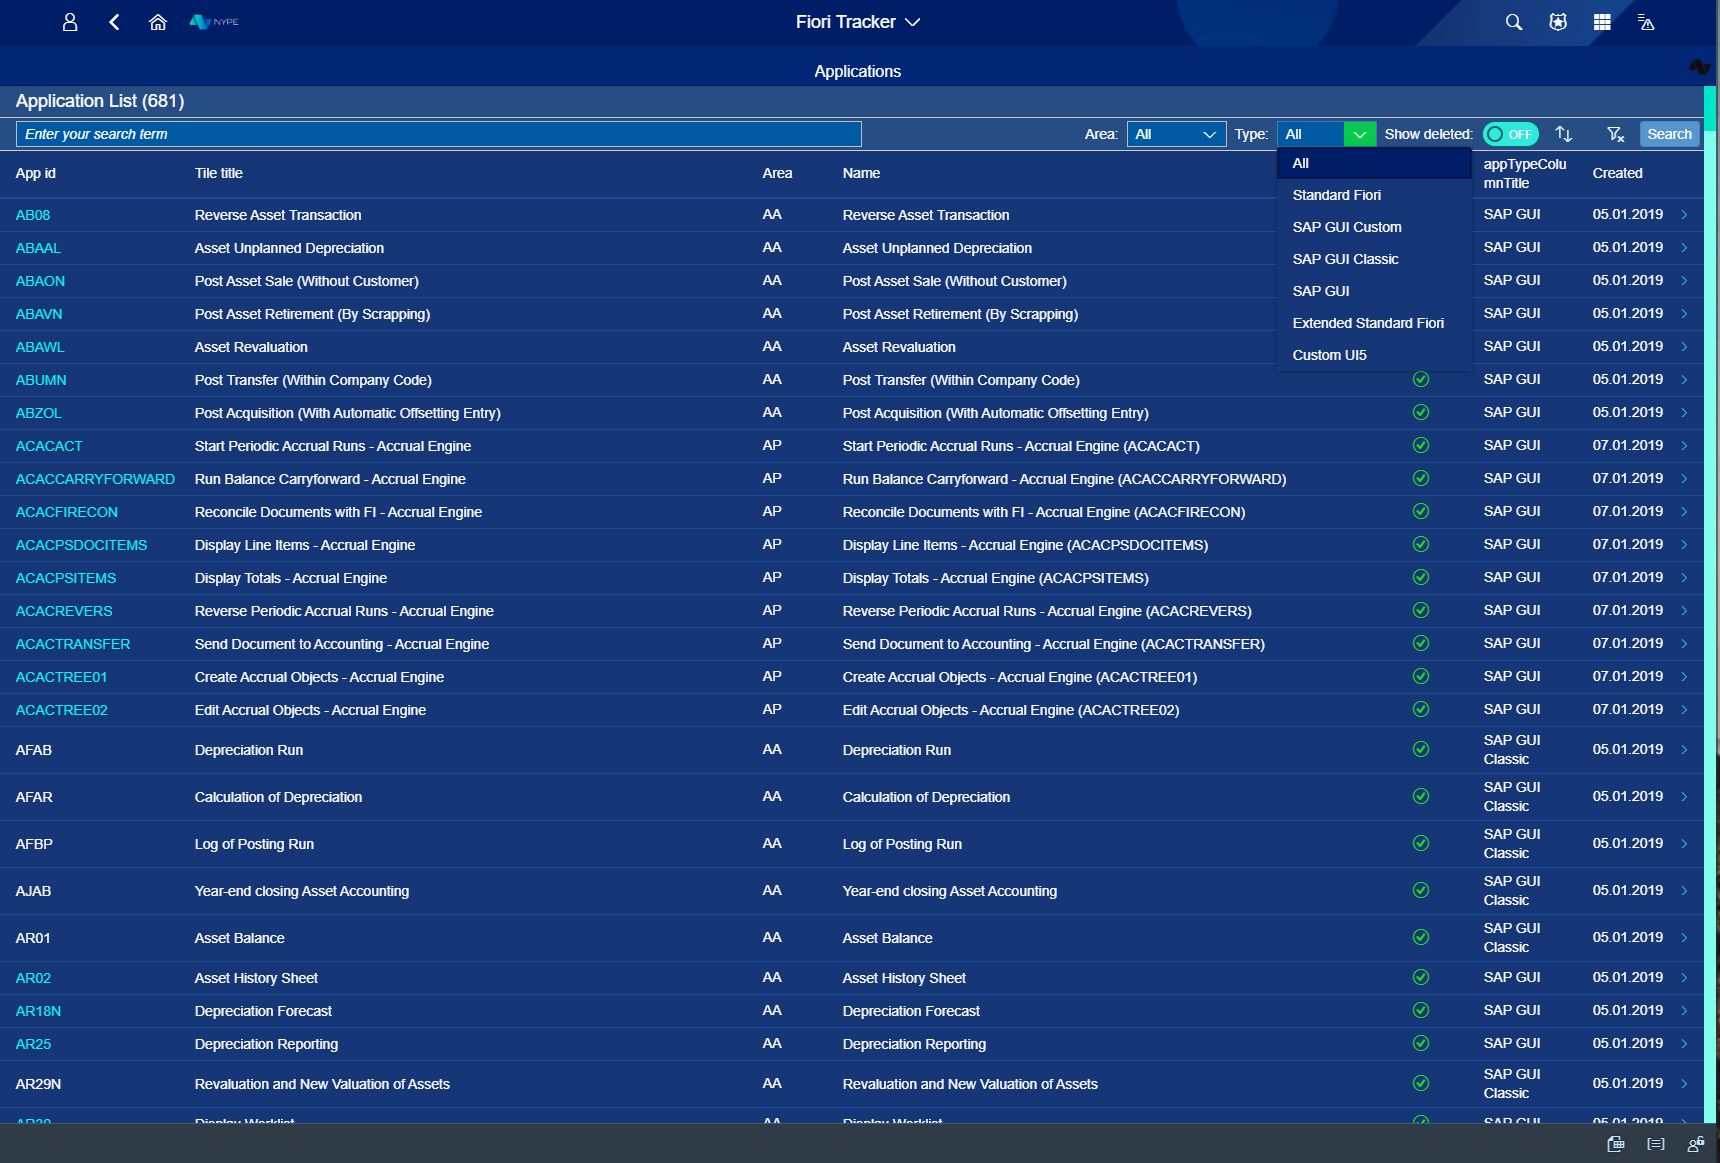 NYPE
Fiori Tracker
Applications
Application List (681)
Enter your search term
Area: All Type: All Show deleted: OFF Search
All
Standard Fiori
SAP GUI Custom
SAP GUI Classic
SAP GUI
Extended Standard Fiori
Custom UI5
App id Tile title Area Name appTypeColu Created
mnTitle
AB08 Reverse Asset Transaction AA Reverse Asset Transaction SAP GUI 05.01.2019
ABAAL Asset Unplanned Depreciation AA Asset Unplanned Depreciation SAP GUI 05.01.2019
ABAON Post Asset Sale (Without Customer) AA Post Asset Sale (Without Customer) SAP GUI 05.01.2019
ABAVN Post Asset Retirement (By Scrapping) AA Post Asset Retirement (By Scrapping) SAP GUI 05.01.2019
ABAWL Asset Revaluation AA Asset Revaluation SAP GUI 05.01.2019
ABUMN Post Transfer (Within Company Code) AA Post Transfer (Within Company Code) SAP GUI 05.01.2019
ABZOL Post Acquisition (With Automatic Offsetting Entry) AA Post Acquisition (With Automatic Offsetting Entry) SAP GUI 05.01.2019
ACACACT Start Periodic Accrual Runs - Accrual Engine AP Start Periodic Accrual Runs - Accrual Engine (ACACACT) SAP GUI 07.01.2019
ACACCARRYFORWARD Run Balance Carryforward - Accrual Engine AP Run Balance Carryforward - Accrual Engine (ACACCARRYFORWARD) SAP GUI 07.01.2019
ACACFIRECON Reconcile Documents with FI - Accrual Engine AP Reconcile Documents with FI - Accrual Engine (ACACFIRECON) SAP GUI 07.01.2019
ACACPSDOCITEMS Display Line Items - Accrual Engine AP Display Line Items - Accrual Engine (ACACPSDOCITEMS) SAP GUI 07.01.2019
ACACPSITEMS Display Totals - Accrual Engine AP Display Totals - Accrual Engine (ACACPSITEMS) SAP GUI 07.01.2019
ACACREVERS Reverse Periodic Accrual Runs - Accrual Engine AP Reverse Periodic Accrual Runs - Accrual Engine (ACACREVERS) SAP GUI 07.01.2019
ACACTRANSFER Send Document to Accounting - Accrual Engine AP Send Document to Accounting - Accrual Engine (ACACTRANSFER) SAP GUI 07.01.2019
ACACTREE01 Create Accrual Objects - Accrual Engine AP Create Accrual Objects - Accrual Engine (ACACTREE01) SAP GUI 07.01.2019
ACACTREE02 Edit Accrual Objects - Accrual Engine AP Edit Accrual Objects - Accrual Engine (ACACTREE02) SAP GUI 07.01.2019
AFAB Depreciation Run AA Depreciation Run SAP GUI 05.01.2019
Classic
AFAR Calculation of Depreciation AA Calculation of Depreciation SAP GUI 05.01.2019
Classic
AFBP Log of Posting Run AA Log of Posting Run SAP GUI 05.01.2019
Classic
AJAB Year-end closing Asset Accounting AA Year-end closing Asset Accounting SAP GUI 05.01.2019
Classic
AR01 Asset Balance AA Asset Balance SAP GUI 05.01.2019
Classic
AR02 Asset History Sheet AA Asset History Sheet SAP GUI 05.01.2019
AR18N Depreciation Forecast AA Depreciation Forecast SAP GUI 05.01.2019
AR25 Depreciation Reporting AA Depreciation Reporting SAP GUI 05.01.2019
AR29N Revaluation and New Valuation of Assets AA Revaluation and New Valuation of Assets SAP GUI 05.01.2019
Classic
Display Worklist AA Display Worklist SAP GUI 05.01.2019